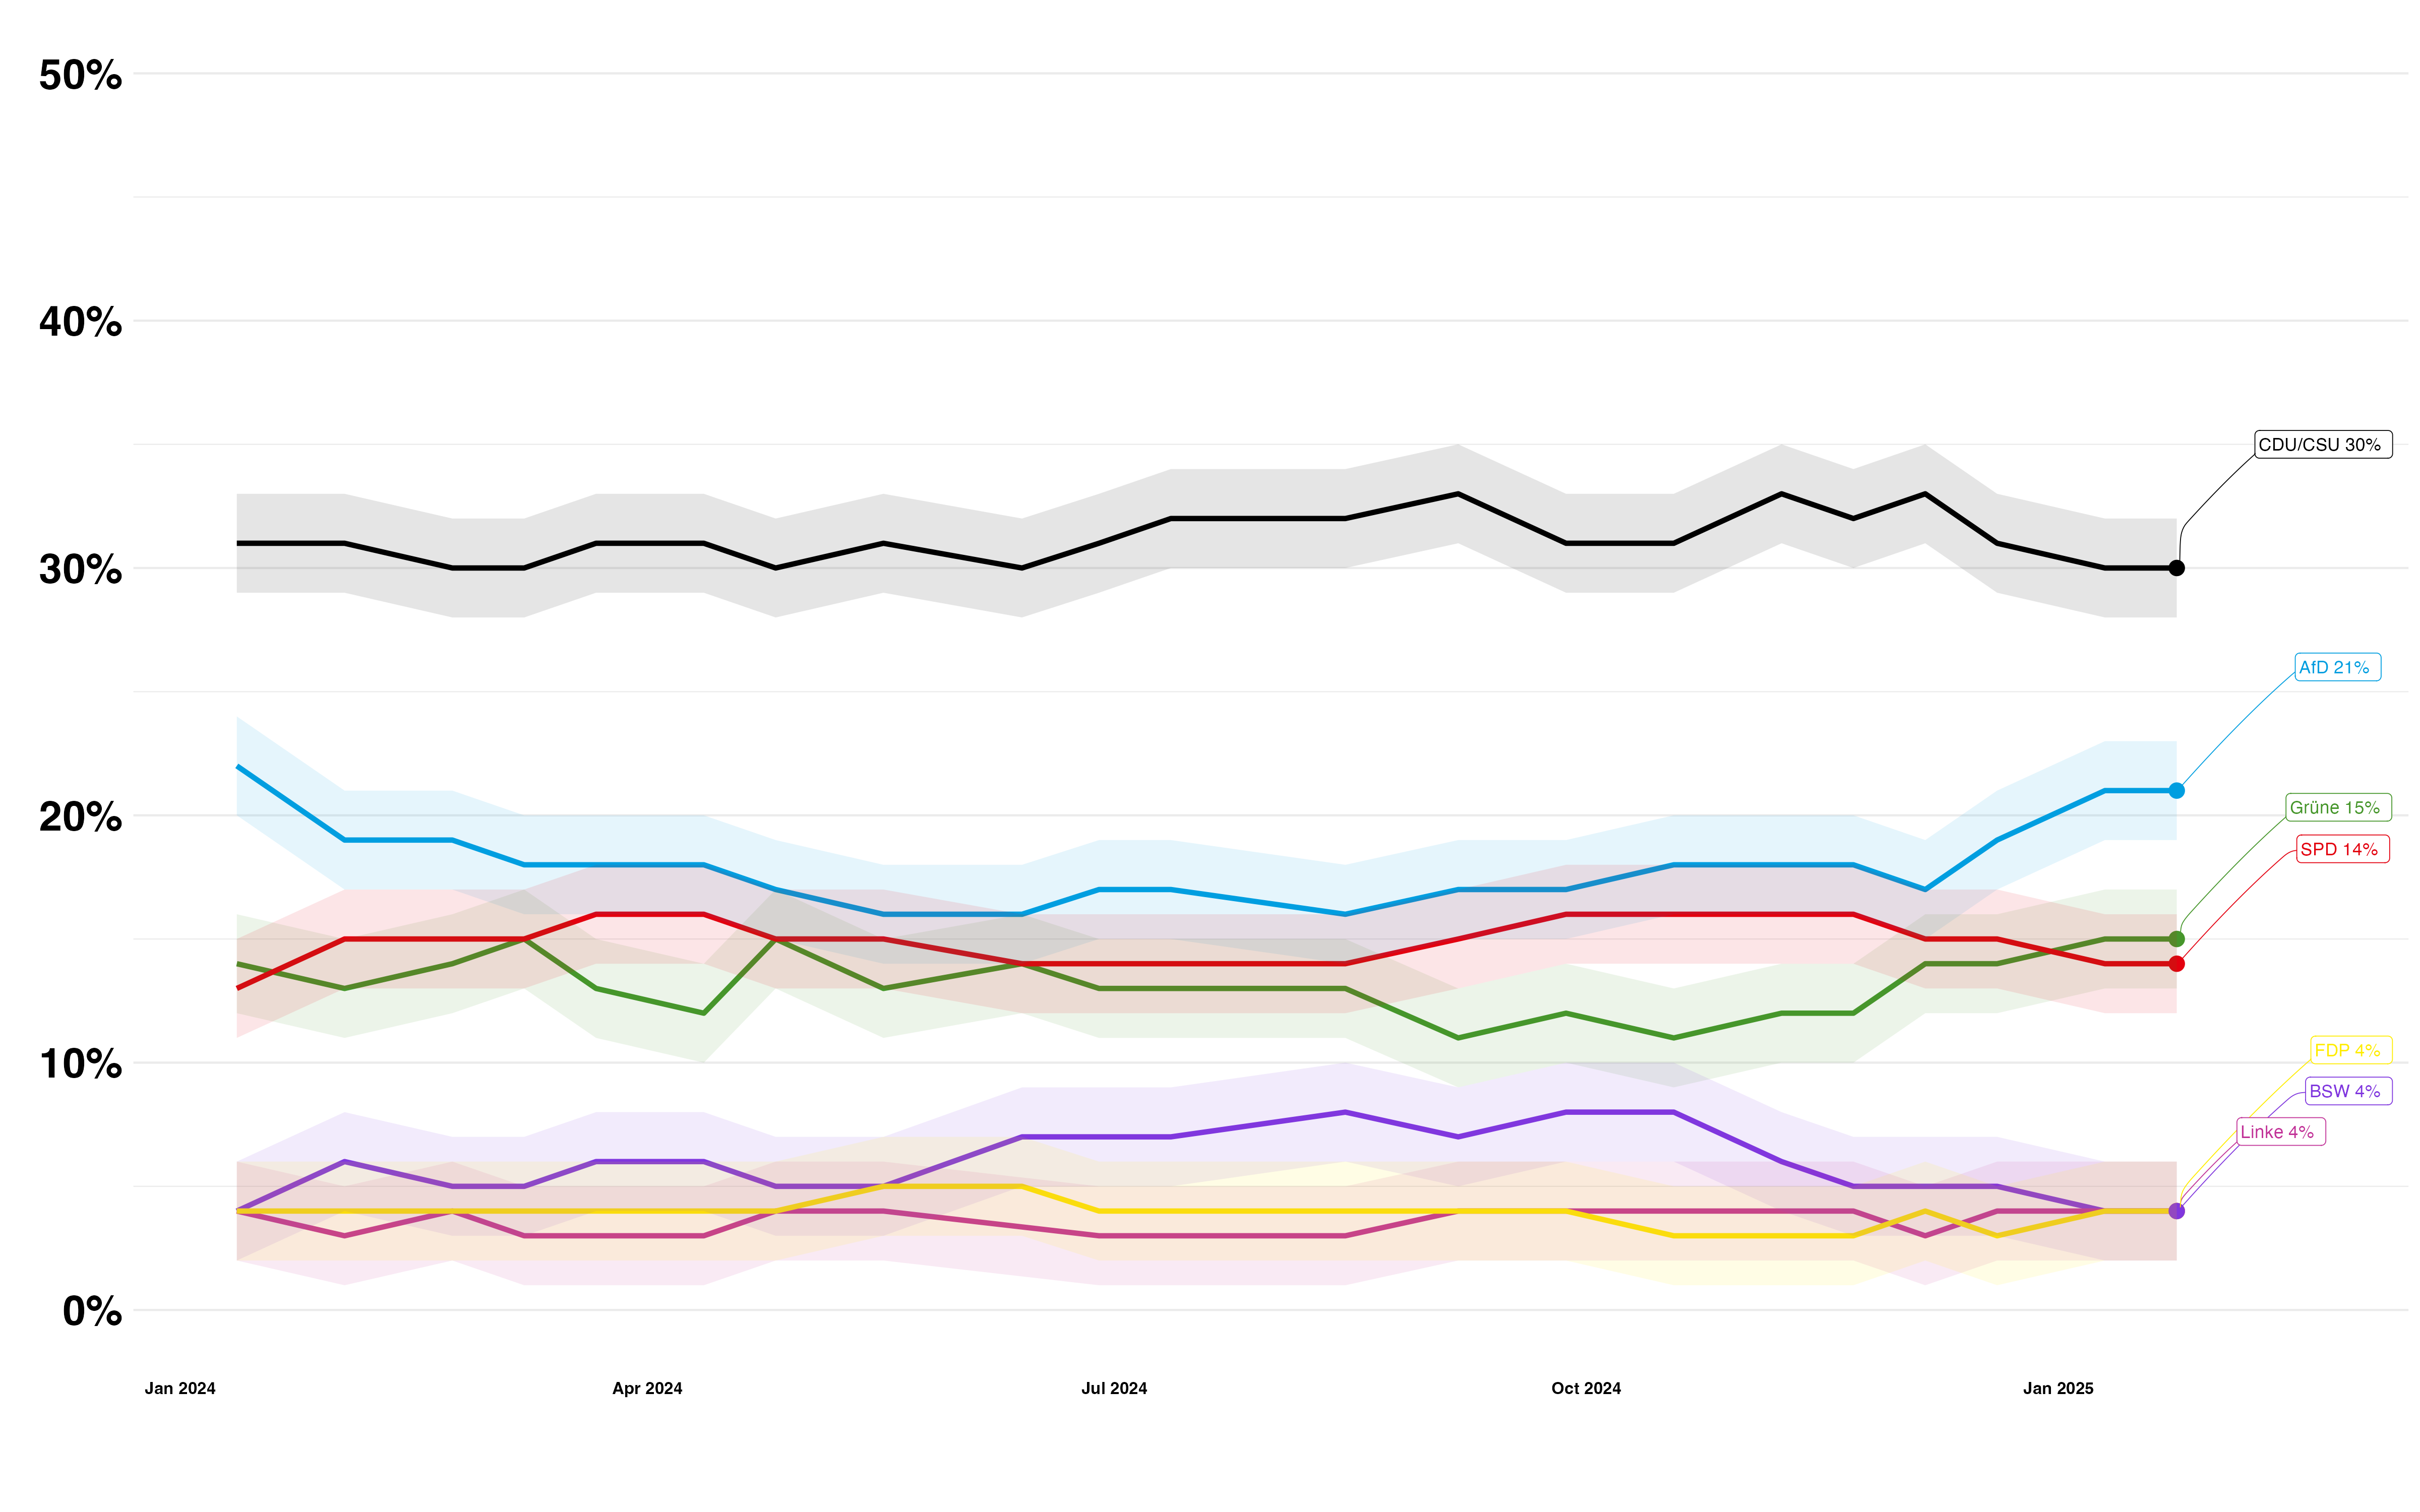 50%
40%
CDU/CSU 30%
30%
AfD 21%
Grüne 15%
20%
SPD 14%
FDP 4%
10%
BSW 4%
Linke 4%
0%
Jan 2024
Apr 2024
Jul 2024
Oct 2024
Jan 2025